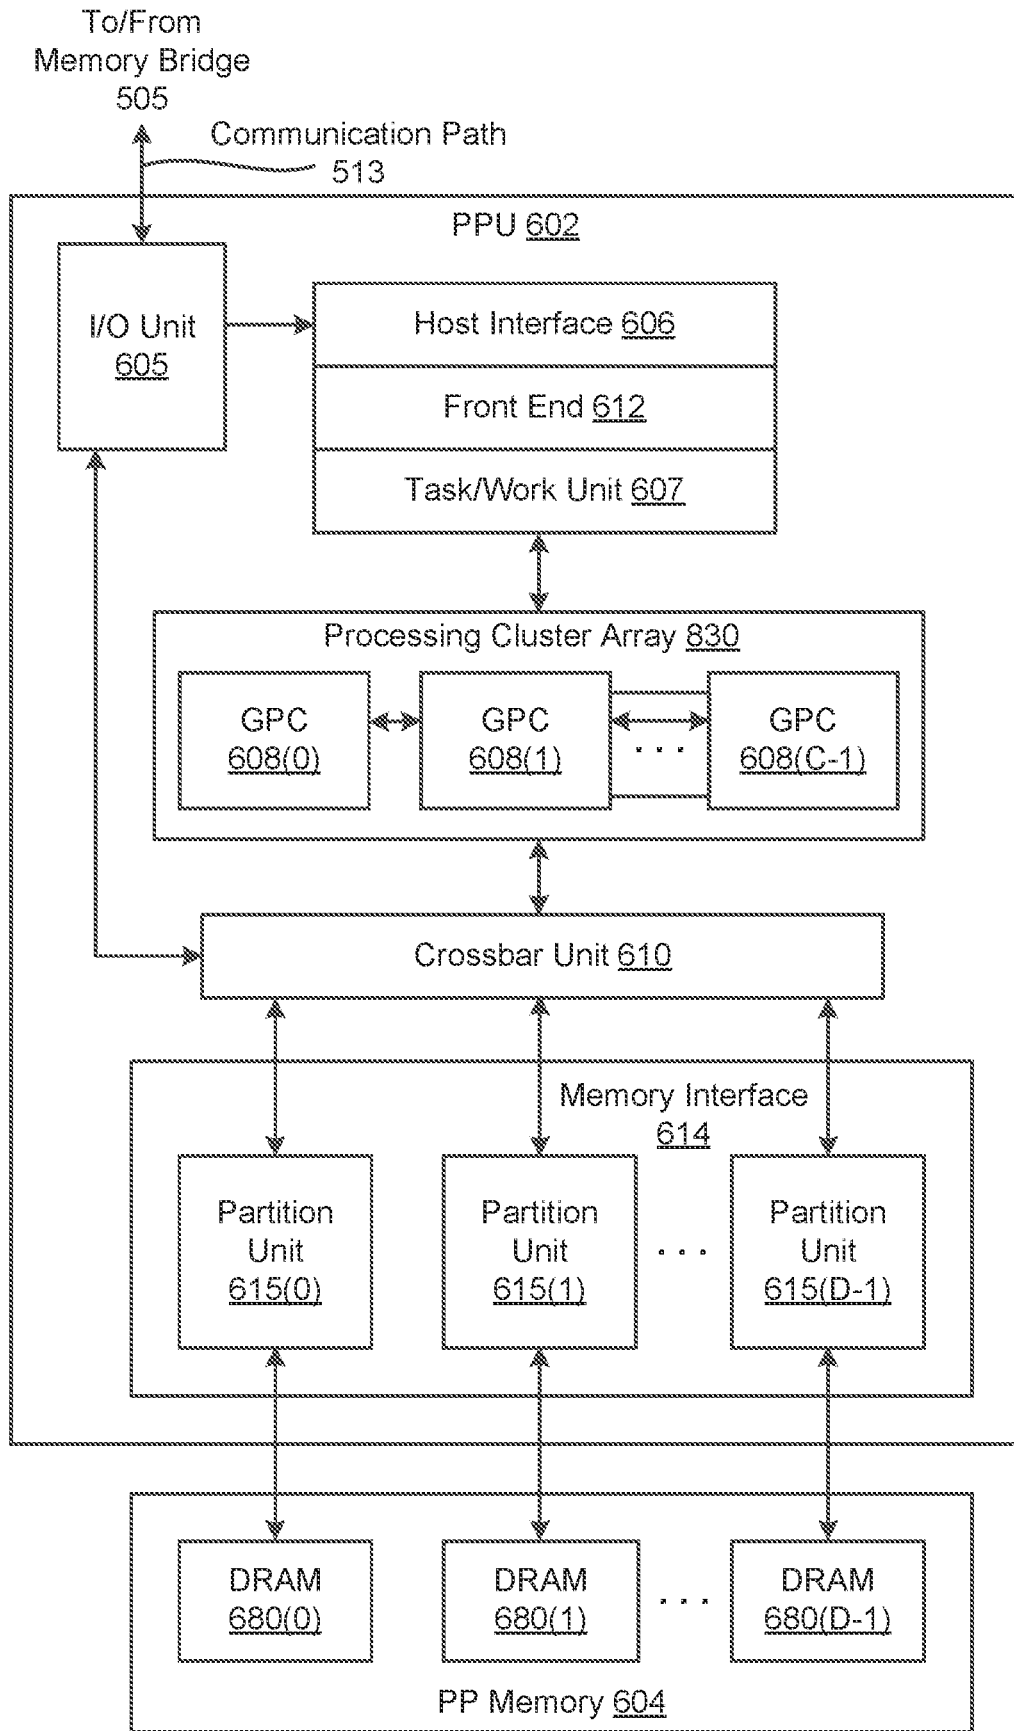 To/From
Memory Bridge
505
Communication Path
513
PPU 602
I/O Unit
605
Host Interface 606
Front End 612
Task/Work Unit 607
Processing Cluster Array 830
GPC
608(0)
GPC
608(1)
. . .
GPC
608(C-1)
Crossbar Unit 610
Memory Interface
614
Partition
Unit
615(0)
Partition
Unit
615(1)
. . .
Partition
Unit
615(D-1)
DRAM
680(0)
DRAM
680(1)
. . .
DRAM
680(D-1)
PP Memory 604